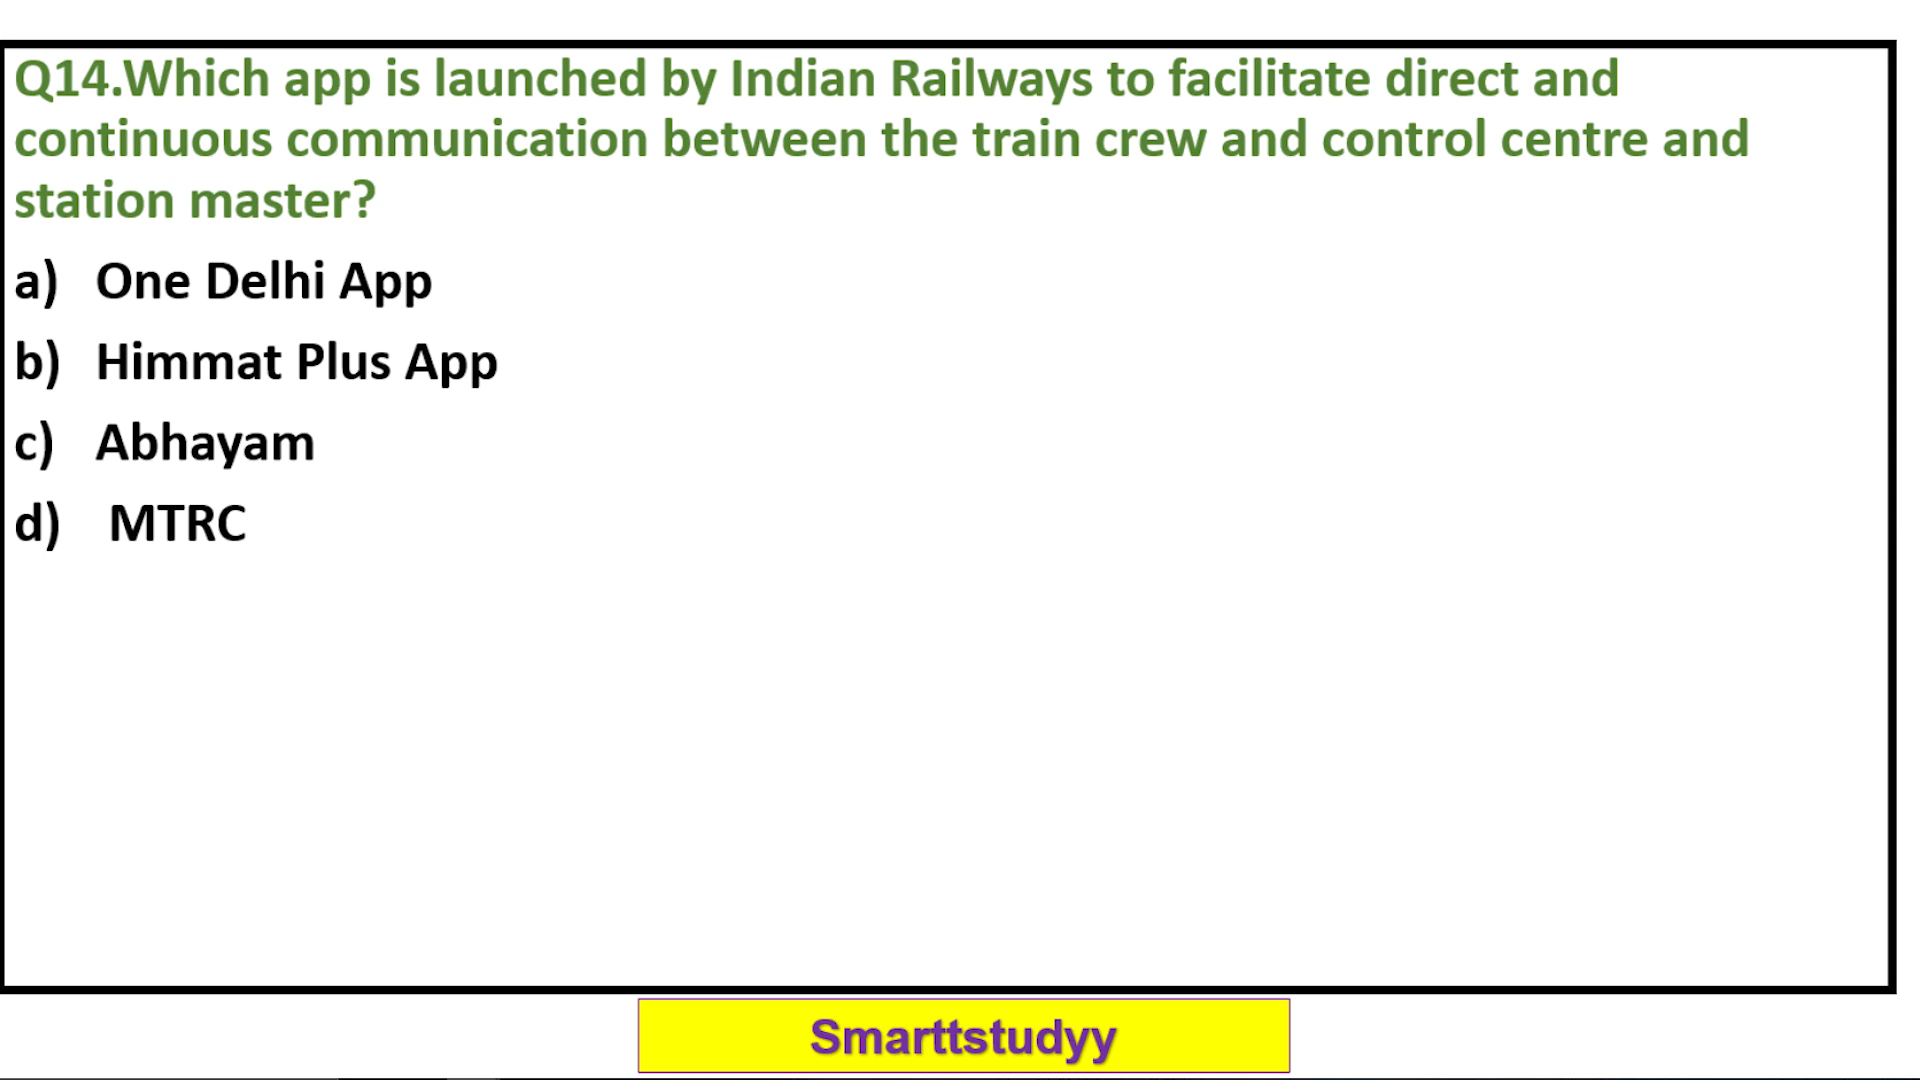 Q14.Which app is launched by Indian Railways to facilitate direct and
continuous communication between the train crew and control centre and
station master?
a) One Delhi App
b) Himmat Plus App
c) Abhayam
d) MTRC
Smarttstudyy